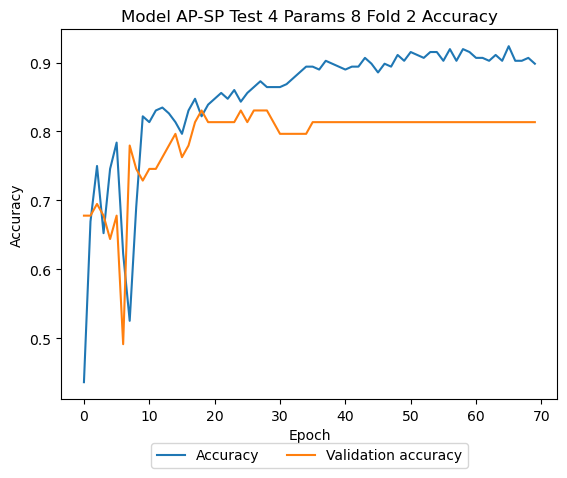 Model AP-SP Test 4 Params 8 Fold 2 Accuracy
0.9
0.8
0.7
0.6
0.5
Accuracy
0 10 20 30 40 50 60 70
Epoch
Accuracy Validation accuracy